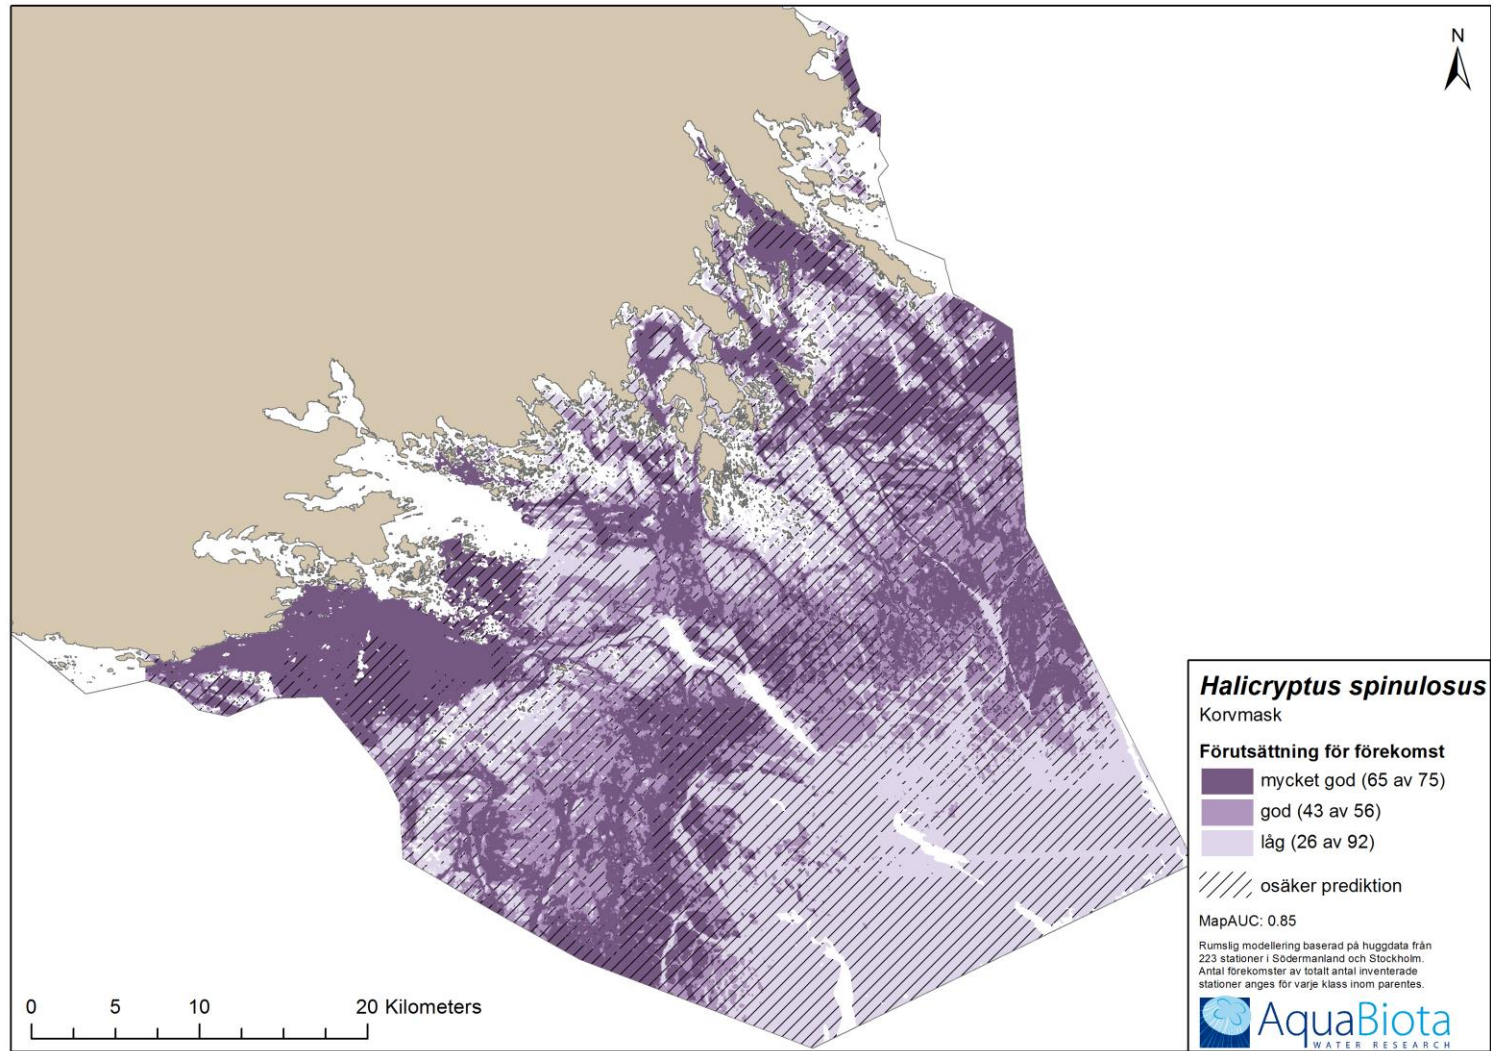 N
Halicryptus spinulosus
Korvmask
Förutsättning för förekomst
mycket god (65 av 75)
god (43 av 56)
låg (26 av 92)
osäker prediktion
MapAUC: 0.85
Rumslig modellering baserad på huggdata från
223 stationer i Södermanland och Stockholm.
Antal förekomster av totalt antal inventerade
stationer anges för varje klass inom parentes.
AquaBiota
WATER RESEARCH
0 5 10 20 Kilometers